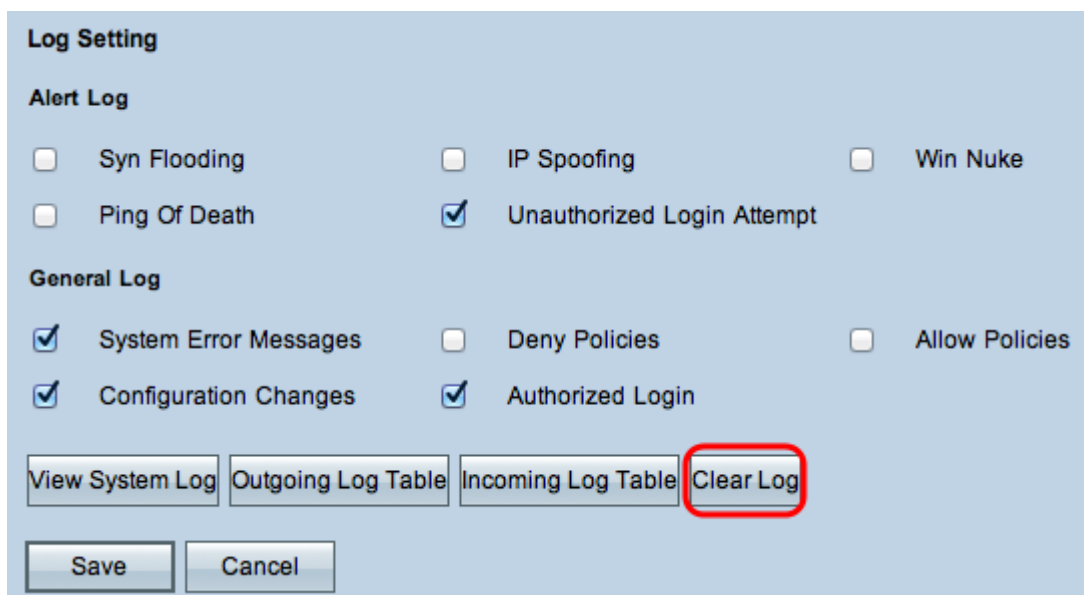 Log Setting
Alert Log
Syn Flooding IP Spoofing Win Nuke
Ping Of Death Unauthorized Login Attempt
General Log
System Error Messages Deny Policies Allow Policies
Configuration Changes Authorized Login
View System Log Outgoing Log Table Incoming Log Table Clear Log
Save Cancel